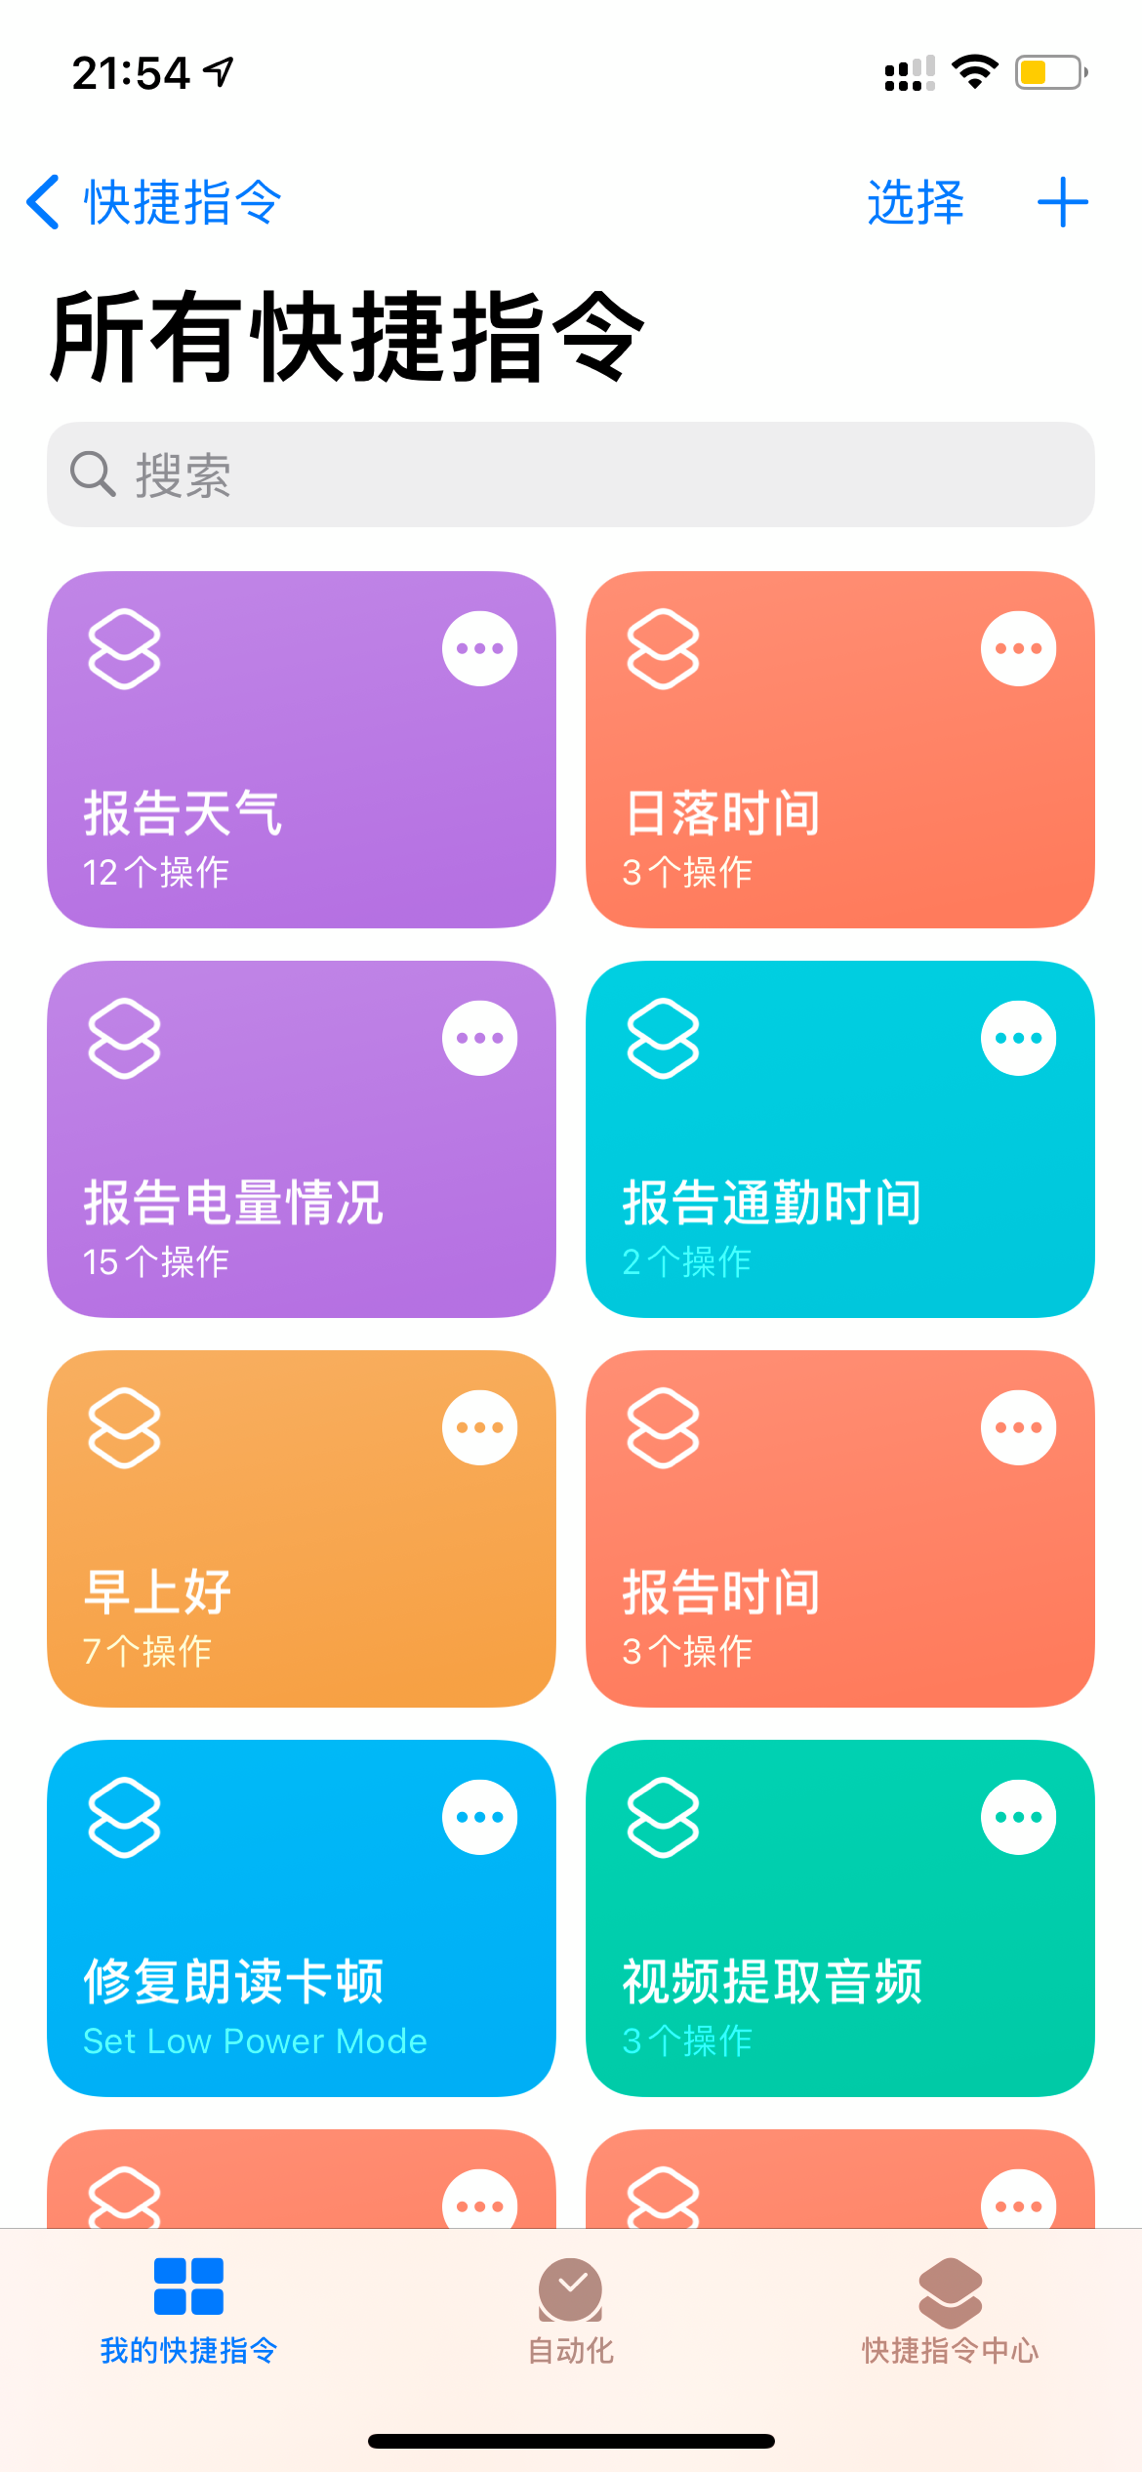 21:54
快捷指令
选择
所有快捷指令
搜索
报告天气
12个操作
日落时间
3个操作
报告电量情况
15个操作
报告通勤时间
2个操作
早上好
7个操作
报告时间
3个操作
修复朗读卡顿
Set Low Power Mode
视频提取音频
3个操作
我的快捷指令
自动化
快捷指令中心